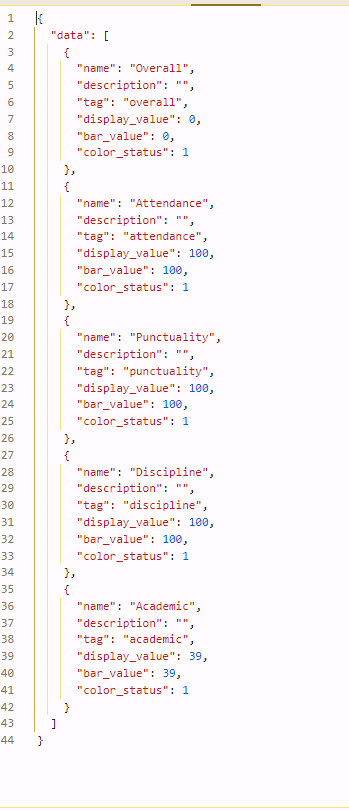 1 {
2 "data": [
3 {
4 "name": "Overall",
5 "description": "",
6 "tag": "overall",
7 "display_value": 0,
8 "bar_value": 0,
9 "color_status": 1
10 },
11 {
12 "name": "Attendance",
13 "description": "",
14 "tag": "attendance",
15 "display_value": 100,
16 "bar_value": 100,
17 "color_status": 1
18 },
19 {
20 "name": "Punctuality",
21 "description": "",
22 "tag": "punctuality",
23 "display_value": 100,
24 "bar_value": 100,
25 "color_status": 1
26 },
27 {
28 "name": "Discipline",
29 "description": "",
30 "tag": "discipline",
31 "display_value": 100,
32 "bar_value": 100,
33 "color_status": 1
34 },
35 {
36 "name": "Academic",
37 "description": "",
38 "tag": "academic",
39 "display_value": 39,
40 "bar_value": 39,
41 "color_status": 1
42 }
43 ]
44 }